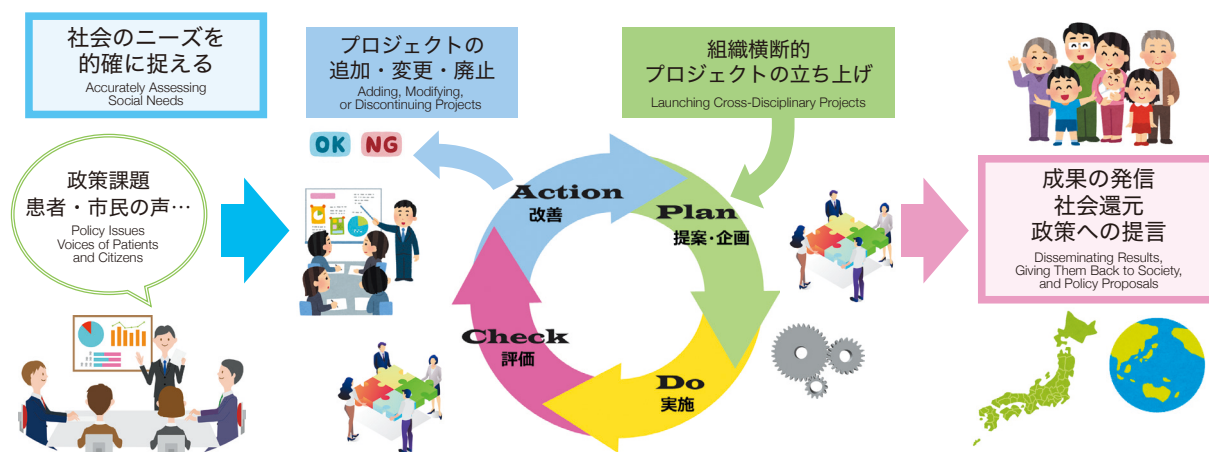 社会のニーズを
的確に捉える
Accurately Assessing
Social Needs
政策課題
患者・市民の声…
Policy Issues
Voices of Patients
and Citizens
プロジェクトの
追加・変更・廃止
Adding, Modifying,
or Discontinuing Projects
OK NG
組織横断的
プロジェクトの立ち上げ
Launching Cross-Disciplinary Projects
Action
改善
Plan
提案・企画
Check
評価
Do
実施
成果の発信
社会還元
政策への提言
Disseminating Results,
Giving Them Back to Society,
and Policy Proposals